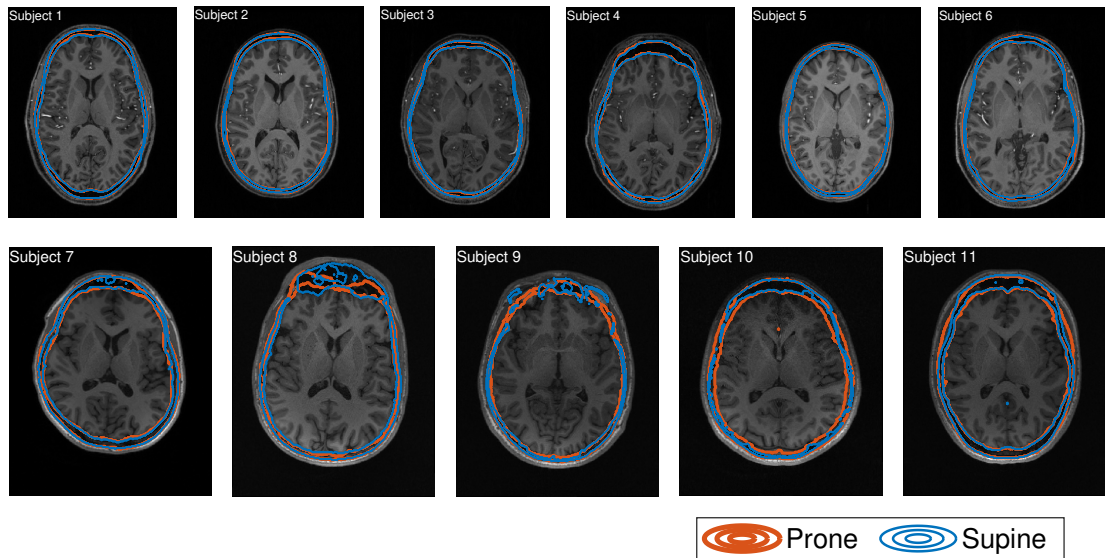 Subject 1
Subject 2
Subject 3
Subject 4
Subject 5
Subject 6
Subject 7
Subject 8
Subject 9
Subject 10
Subject 11
Prone
Supine